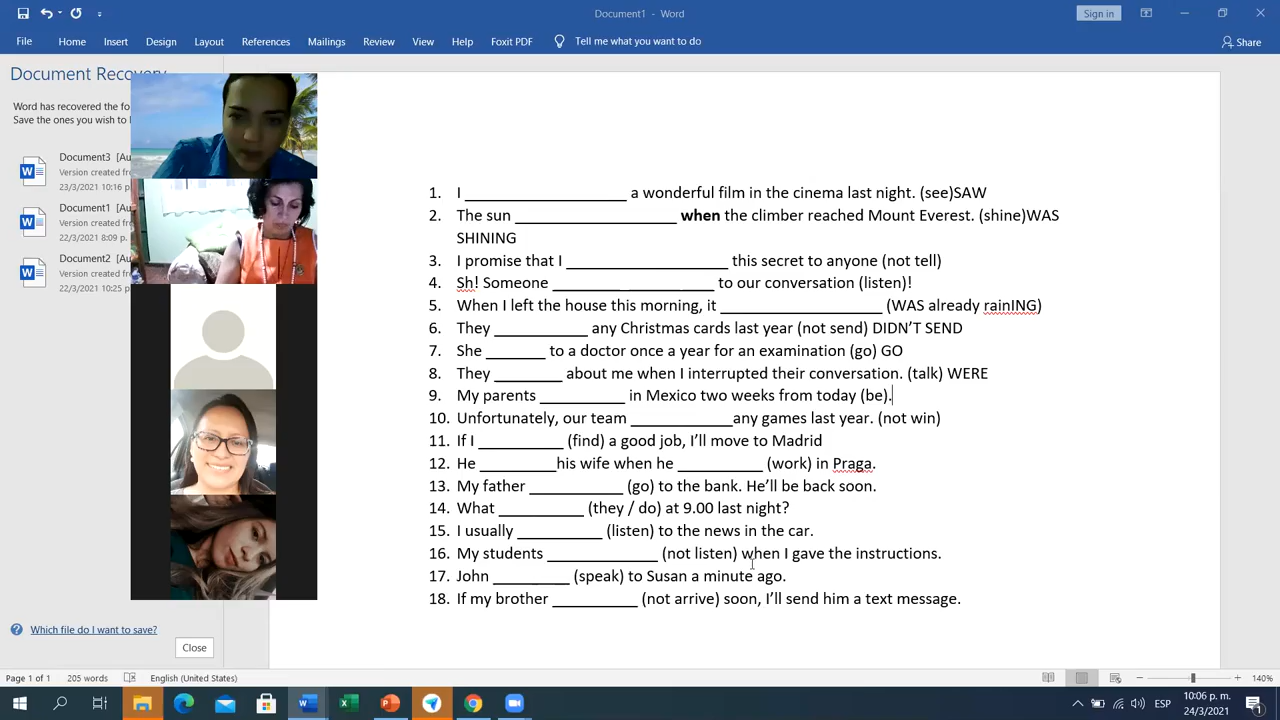 Document1 - Word
Sign in
File Home Insert Design Layout References Mailings Review View Help Foxit PDF Tell me what you want to do Share
Document Recovery
Word has recovered the fo
Save the ones you wish to
Document3 [Au
Version created fro
23/3/2021 10:16 p.
Document1 [Au
Version created fro
22/3/2021 8:09 p.
Document2 [Au
Version created fro
22/3/2021 10:25 p
Which file do I want to save?
Close
1. I ___________________ a wonderful film in the cinema last night. (see)SAW
2. The sun ___________________ when the climber reached Mount Everest. (shine)WAS
SHINING
3. I promise that I ___________________ this secret to anyone (not tell)
4. Sh! Someone ___________________ to our conversation (listen)!
5. When I left the house this morning, it ___________________ (WAS already rainING)
6. They ___________ any Christmas cards last year (not send) DIDN'T SEND
7. She _______ to a doctor once a year for an examination (go) GO
8. They ________ about me when I interrupted their conversation. (talk) WERE
9. My parents __________ in Mexico two weeks from today (be).
10. Unfortunately, our team ____________any games last year. (not win)
11. If I __________ (find) a good job, I'll move to Madrid
12. He _________his wife when he __________ (work) in Praga.
13. My father ___________ (go) to the bank. He'll be back soon.
14. What __________ (they / do) at 9.00 last night?
15. I usually __________ (listen) to the news in the car.
16. My students _____________ (not listen) when I gave the instructions.
17. John _________ (speak) to Susan a minute ago.
18. If my brother __________ (not arrive) soon, I'll send him a text message.
Page 1 of 1 205 words English (United States) 140%
ESP
10:06 p. m.
24/3/2021